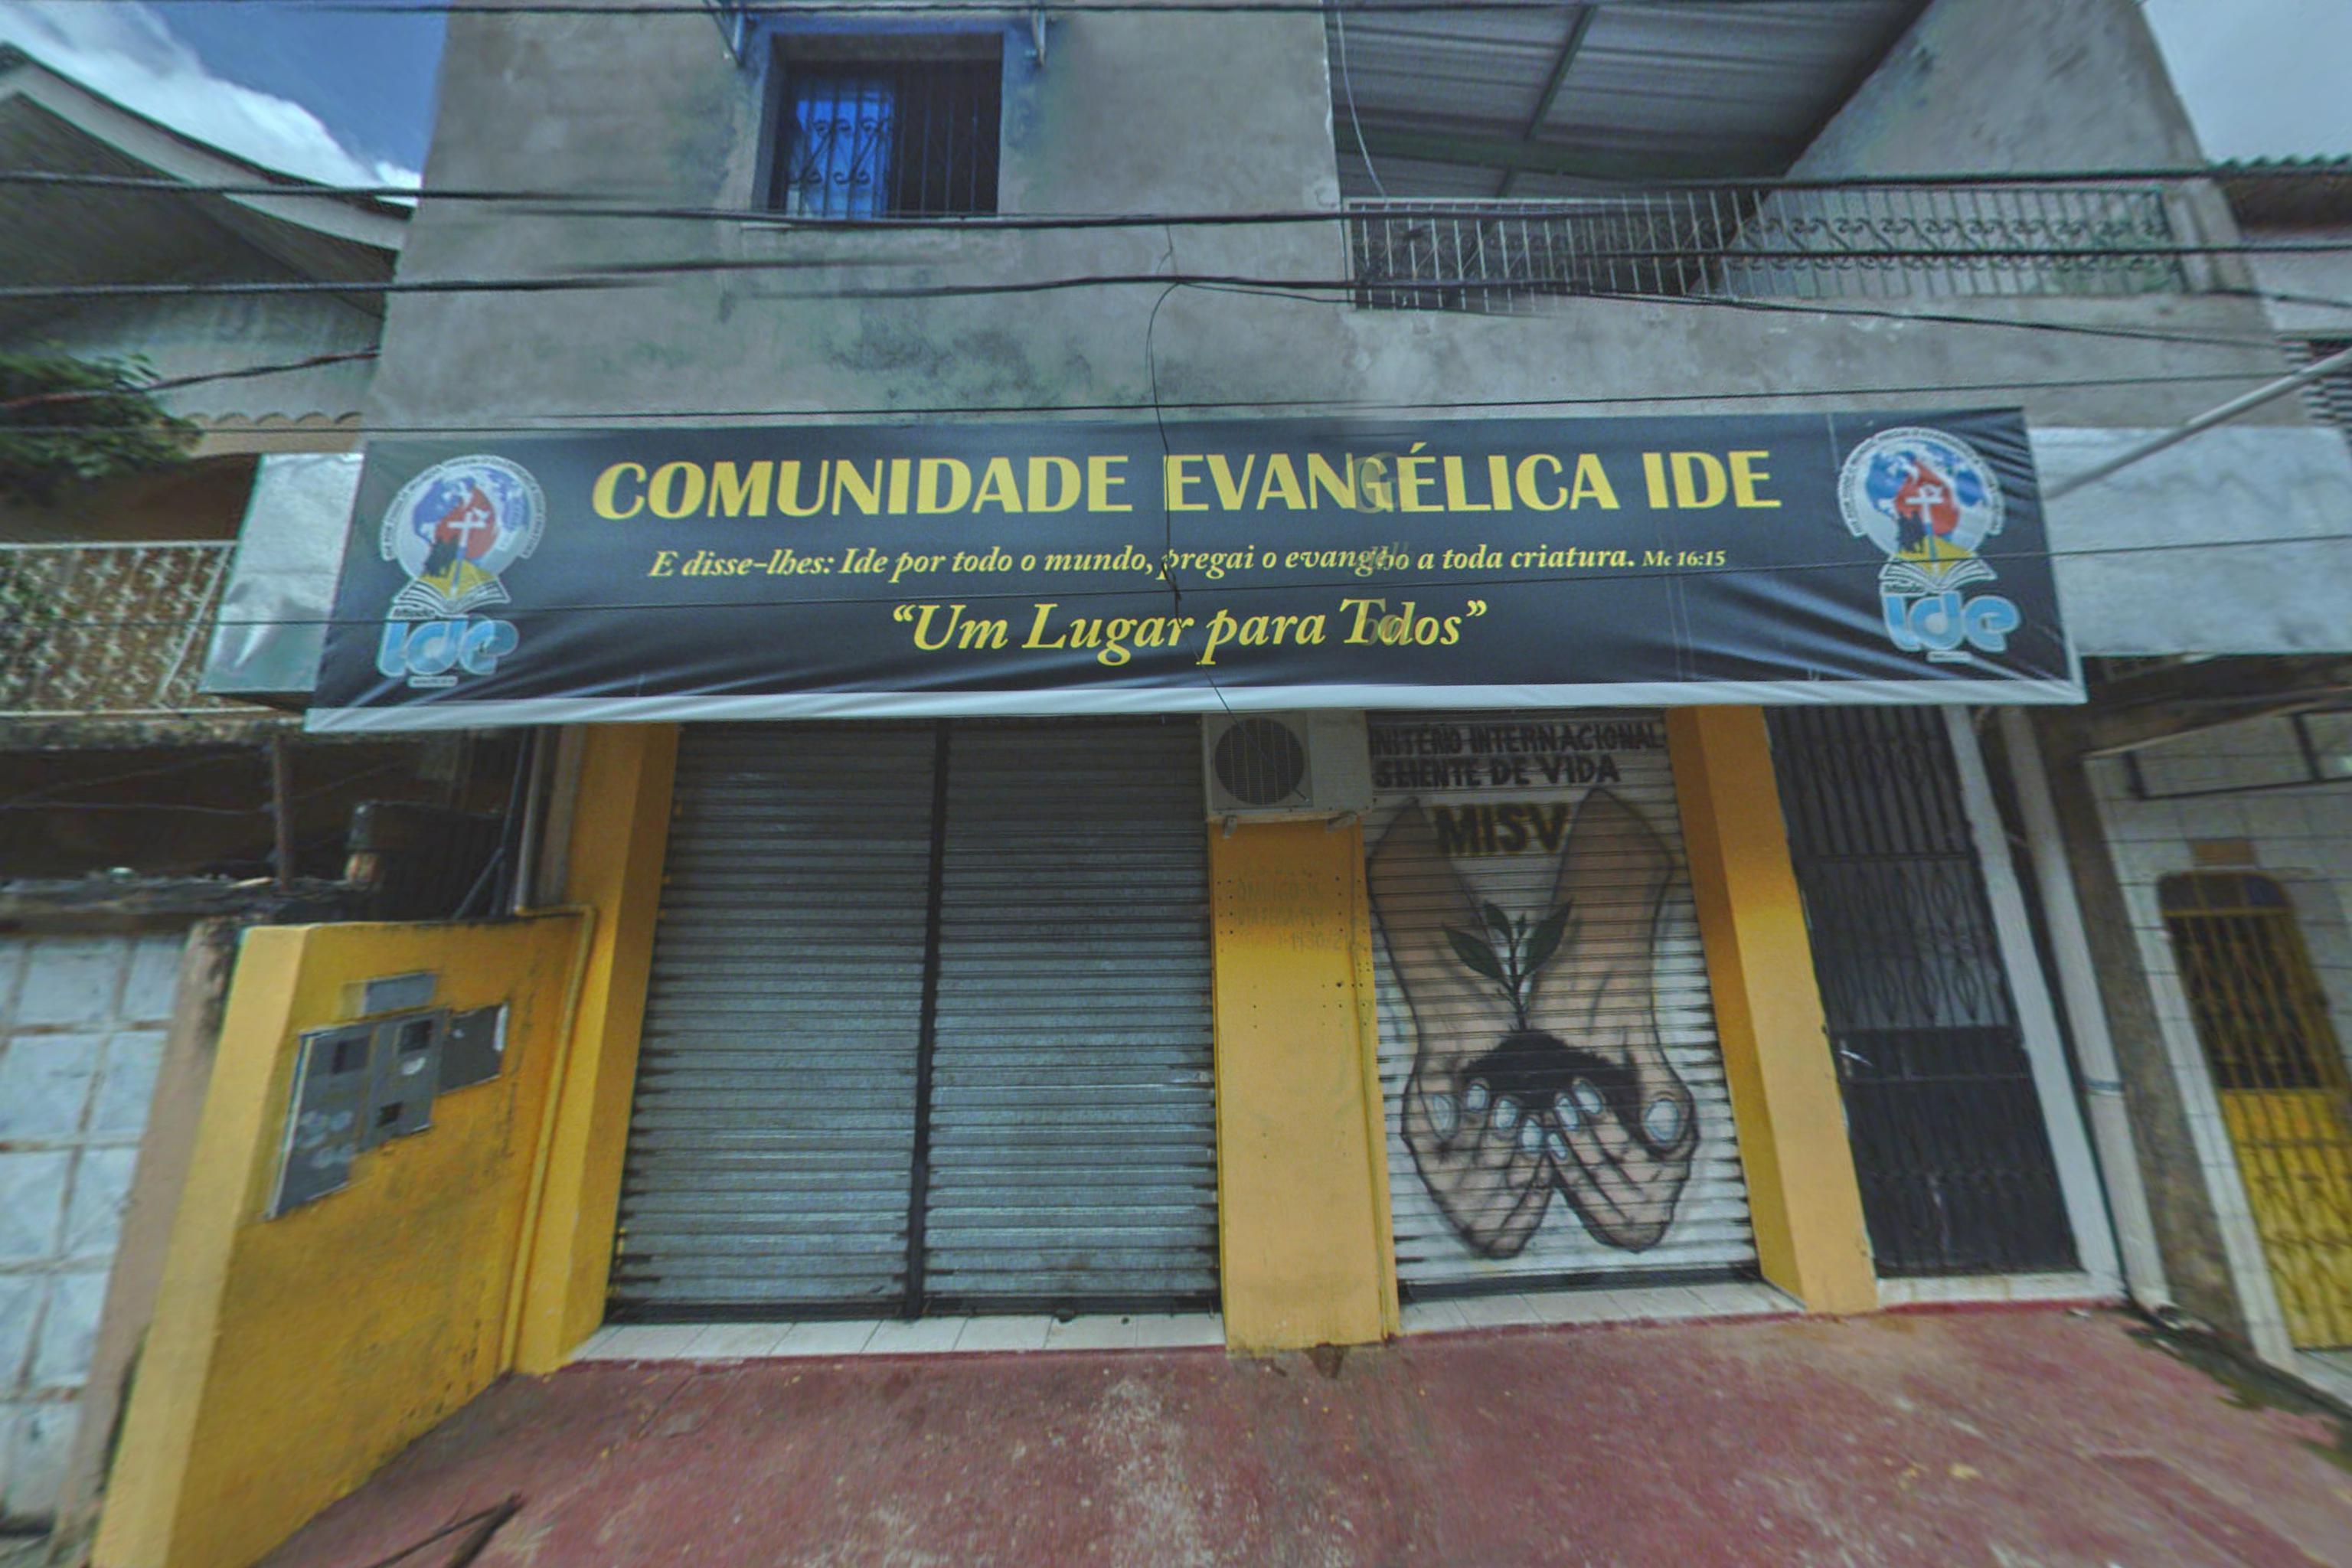 COMUNIDADE EVANGÉLICA IDE
E disse-lhes: Ide por todo o mundo, pregai o evangelho a toda criatura. Mc 16:15
"Um Lugar para Todos"
ide
ide
INTERNACIONAL
DE VIDA
MISV